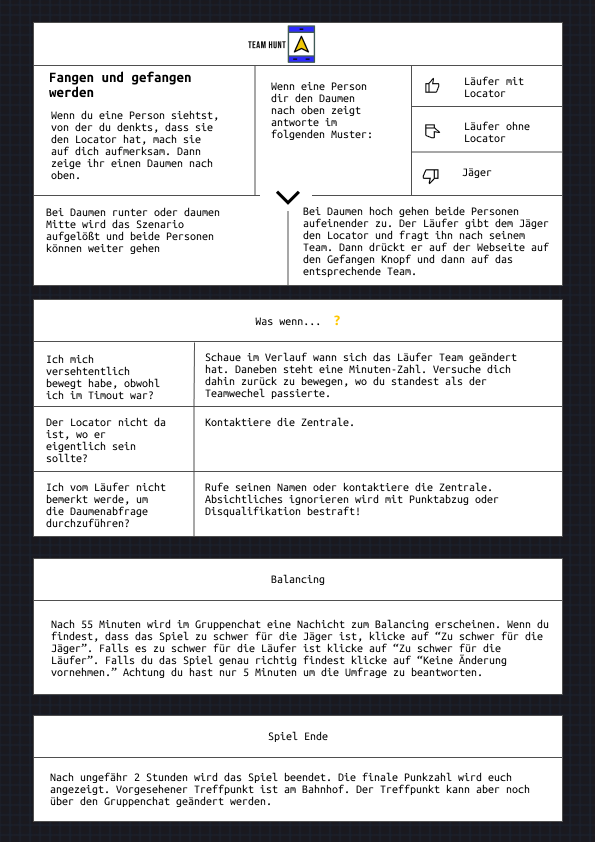 TEAM HUNT
Fangen und gefangen
werden
Wenn du eine Person siehtst,
von der du denkts, dass sie
den Locator hat, mach sie
auf dich aufmerksam. Dann
zeige ihr einen Daumen nach
oben.
Wenn eine Person
dir den Daumen
nach oben zeigt
antworte im
folgenden Muster:
Läufer mit
Locator
Läufer ohne
Locator
Jäger
Bei Daumen runter oder daumen
Mitte wird das Szenario
aufgelößt und beide Personen
können weiter gehen
Bei Daumen hoch gehen beide Personen
aufeinender zu. Der Läufer gibt dem Jäger
den Locator und fragt ihn nach seinem
Team. Dann drückt er auf der Webseite auf
den Gefangen Knopf und dann auf das
entsprechende Team.
Was wenn... ?
Ich mich
versehtentlich
bewegt habe, obwohl
ich im Timout war?
Schaue im Verlauf wann sich das Läufer Team geändert
hat. Daneben steht eine Minuten-Zahl. Versuche dich
dahin zurück zu bewegen, wo du standest als der
Teamwechel passierte.
Der Locator nicht da
ist, wo er
eigentlich sein
sollte?
Kontaktiere die Zentrale.
Ich vom Läufer nicht
bemerkt werde, um
die Daumenabfrage
durchzuführen?
Rufe seinen Namen oder kontaktiere die Zentrale.
Absichtliches ignorieren wird mit Punktabzug oder
Disqualifikation bestraft!
Balancing
Nach 55 Minuten wird im Gruppenchat eine Nachicht zum Balancing erscheinen. Wenn du
findest, dass das Spiel zu schwer für die Jäger ist, klicke auf “Zu schwer für die
Jäger”. Falls es zu schwer für die Läufer ist klicke auf “Zu schwer für die
Läufer”. Falls du das Spiel genau richtig findest klicke auf “Keine Änderung
vornehmen.” Achtung du hast nur 5 Minuten um die Umfrage zu beantworten.
Spiel Ende
Nach ungefähr 2 Stunden wird das Spiel beendet. Die finale Punkzahl wird euch
angezeigt. Vorgesehener Treffpunkt ist am Bahnhof. Der Treffpunkt kann aber noch
über den Gruppenchat geändert werden.